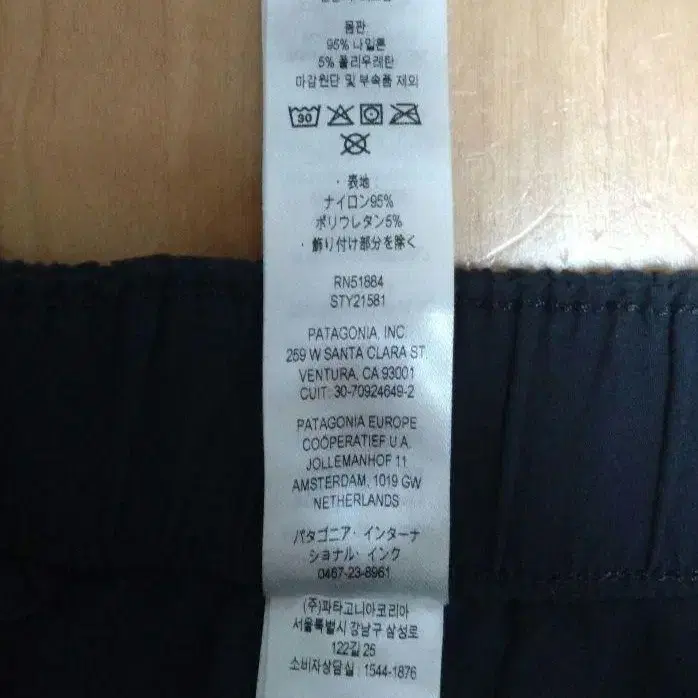 몸판
95% 나일론
5% 폴리우레탄
마감원단 및 부속품 제외
30
・表地
ナイロン95%
ポリウレタン5%
・飾り付け部分を除く
RN51884
STY21581
PATAGONIA, INC.
259 W SANTA CLARA ST.
VENTURA, CA 93001
CUIT: 30-70924649-2
PATAGONIA EUROPE
COÖPERATIEF U.A.
JOLLEMANHOF 11
AMSTERDAM, 1019 GW
NETHERLANDS
パタゴニア・インターナ
ショナル・インク
0467-23-8961
(주)파타고니아코리아
서울특별시 강남구 삼성로
122길 25
소비자상담실 : 1544-1876